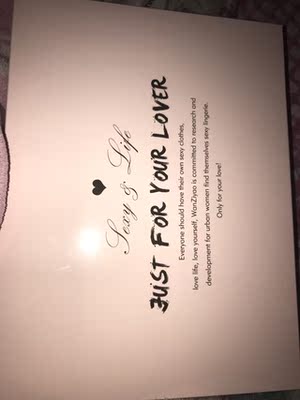 Sexy & Life
JUST FOR YOUR LOVER
Everyone should have their own sexy clothes,
love life, love yourself, WanZiyao is committed to research and
development for urban women find themselves sexy lingerie.
Only for your love!